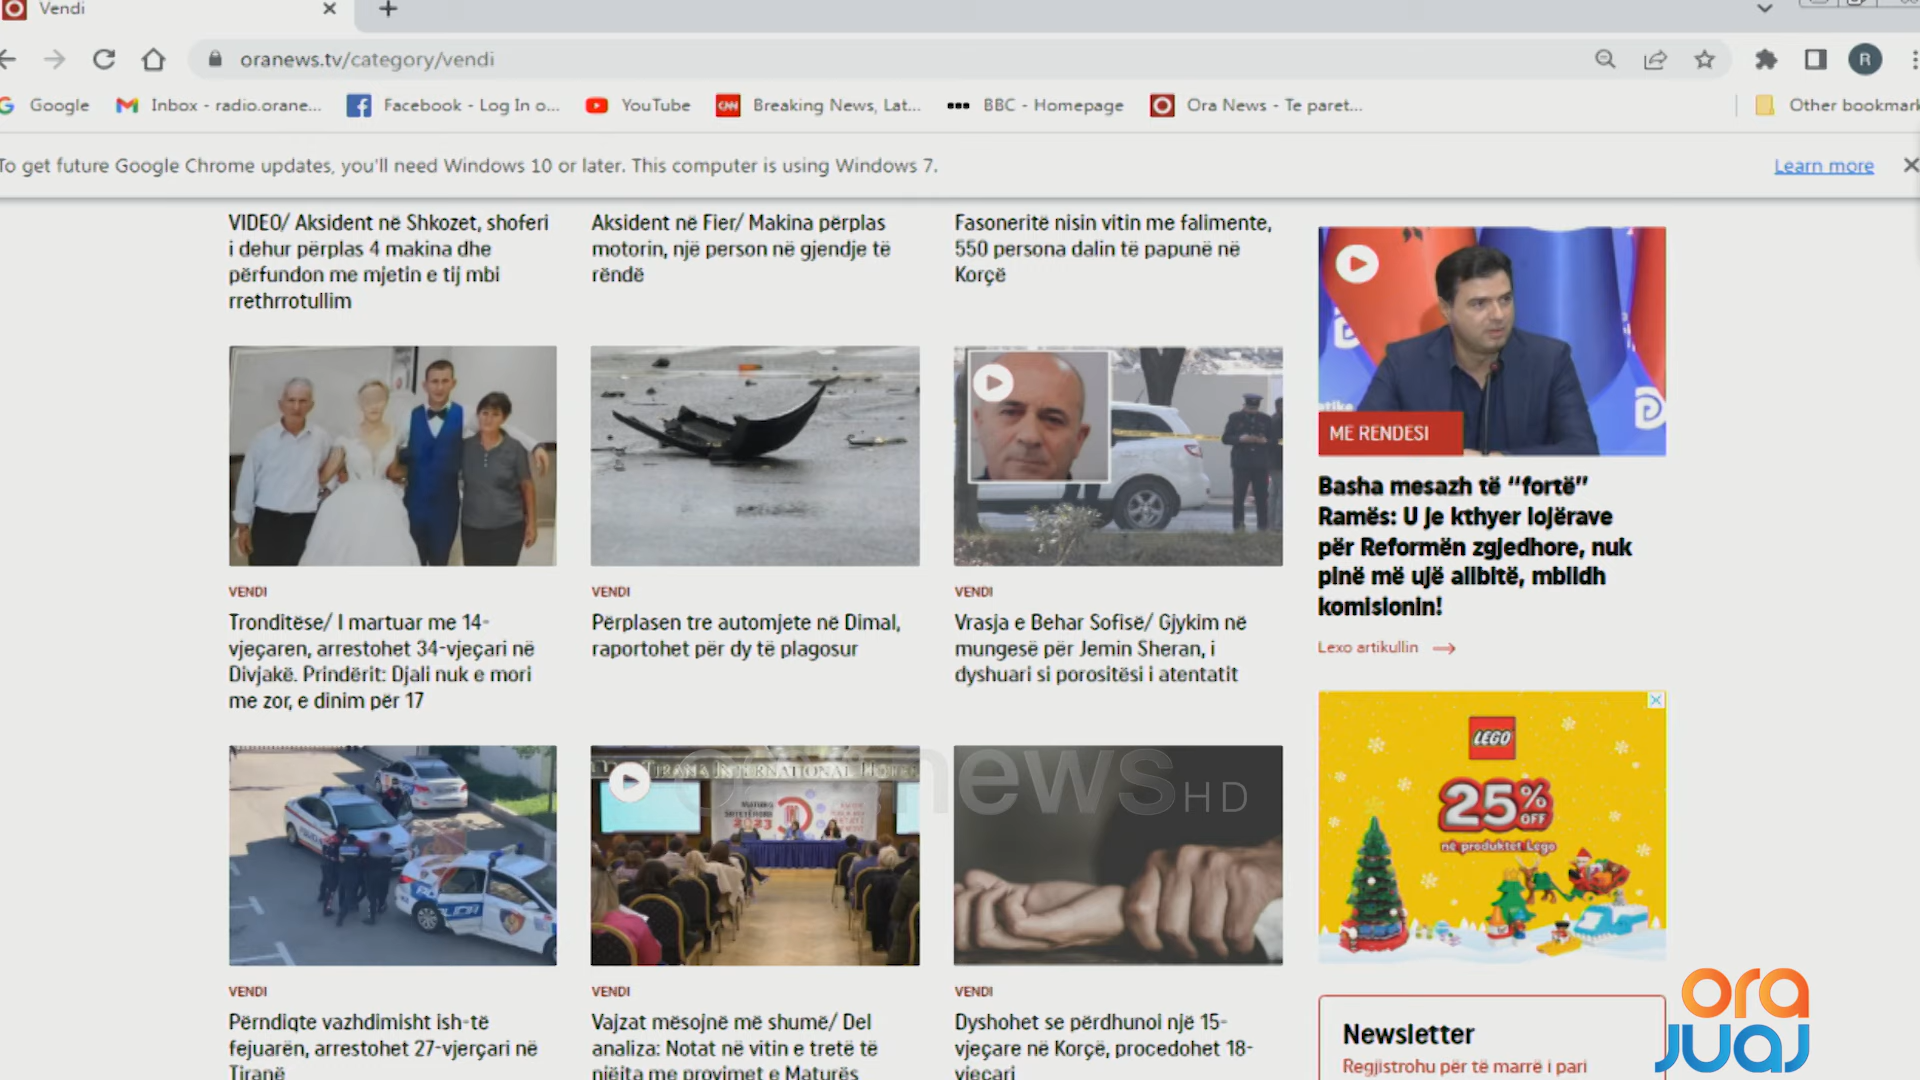 Vendi
oranews.tv/category/vendi
R
Google
Inbox - radio.orane...
Facebook - Log In o...
YouTube
CNN
Breaking News, Lat...
BBC - Homepage
Ora News - Te paret...
Other bookmark
To get future Google Chrome updates, you'll need Windows 10 or later. This computer is using Windows 7.
Learn more
VIDEO/ Aksident në Shkozet, shoferi
i dehur përplas 4 makina dhe
përfundon me mjetin e tij mbi
rrethrrotullim
Aksident në Fier/ Makina përplas
motorin, një person në gjendje të
rëndë
Fasoneritë nisin vitin me falimente,
550 persona dalin të papunë në
Korçë
ME RENDESI
Basha mesazh të “fortë”
Ramës: U je kthyer lojërave
për Reformën zgjedhore, nuk
pinë më ujë alibitë, mblidh
komisionin!
Lexo artikullin
VENDI
Tronditëse/ I martuar me 14-
vjeçaren, arrestohet 34-vjeçari në
Divjakë. Prindërit: Djali nuk e mori
me zor, e dinim për 17
VENDI
Përplasen tre automjete në Dimal,
raportohet për dy të plagosur
VENDI
Vrasja e Behar Sofisë/ Gjykim në
mungesë për Jemin Sheran, i
dyshuari si porositësi i atentatit
LEGO
25% OFF
në produktet Lego
TIRANA INTERNATIONAL HOTEL
MATURA
SHTETËRORE
2023
news HD
VENDI
Përndiqte vazhdimisht ish-të
fejuarën, arrestohet 27-vjerçari në
Tiranë
VENDI
Vajzat mësojnë më shumë/ Del
analiza: Notat në vitin e tretë të
njëjta me provimet e Maturës
VENDI
Dyshohet se përdhunoi një 15-
vjeçare në Korçë, procedohet 18-
vjeçari
Newsletter
Regjistrohu për të marrë i pari
ora
juaj